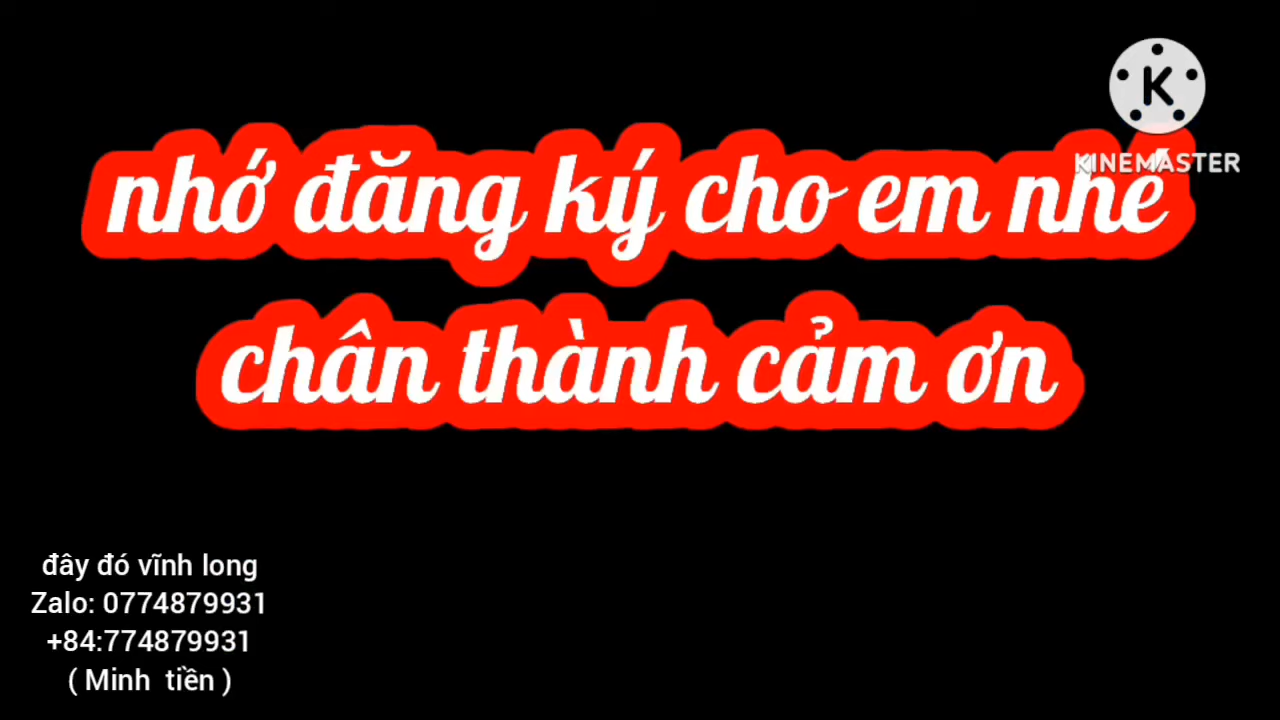 K
KINEMASTER
nhớ đăng ký cho em nhé
chân thành cảm ơn
đây đó vĩnh long
Zalo: 0774879931
+84:774879931
( Minh tiền )